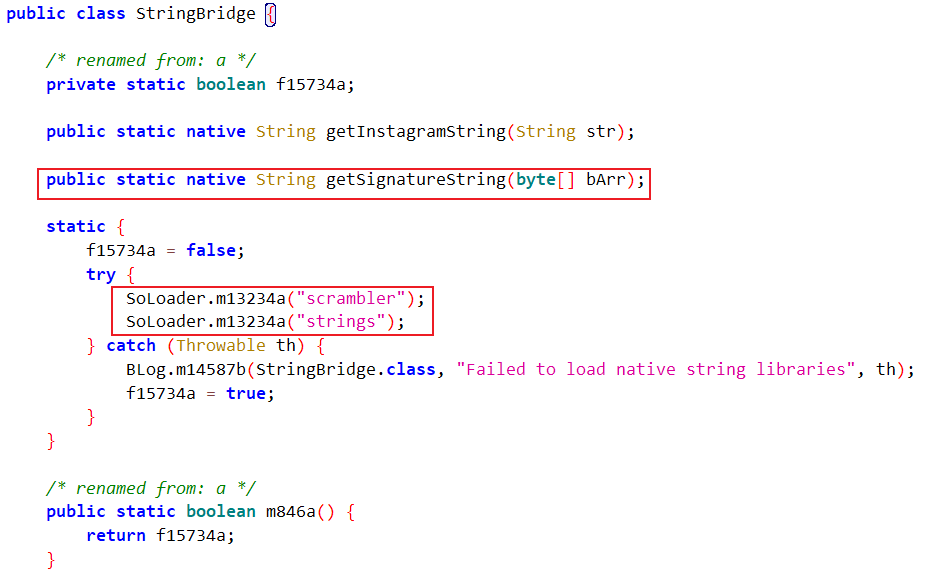 public class StringBridge {
/* renamed from: a */
private static boolean f15734a;
public static native String getInstagramString(String str);
public static native String getSignatureString(byte[] bArr);
static {
f15734a = false;
try {
SoLoader.m13234a("scrambler");
SoLoader.m13234a("strings");
} catch (Throwable th) {
BLog.m14587b(StringBridge.class, "Failed to load native string libraries", th);
f15734a = true;
}
}
/* renamed from: a */
public static boolean m846a() {
return f15734a;
}